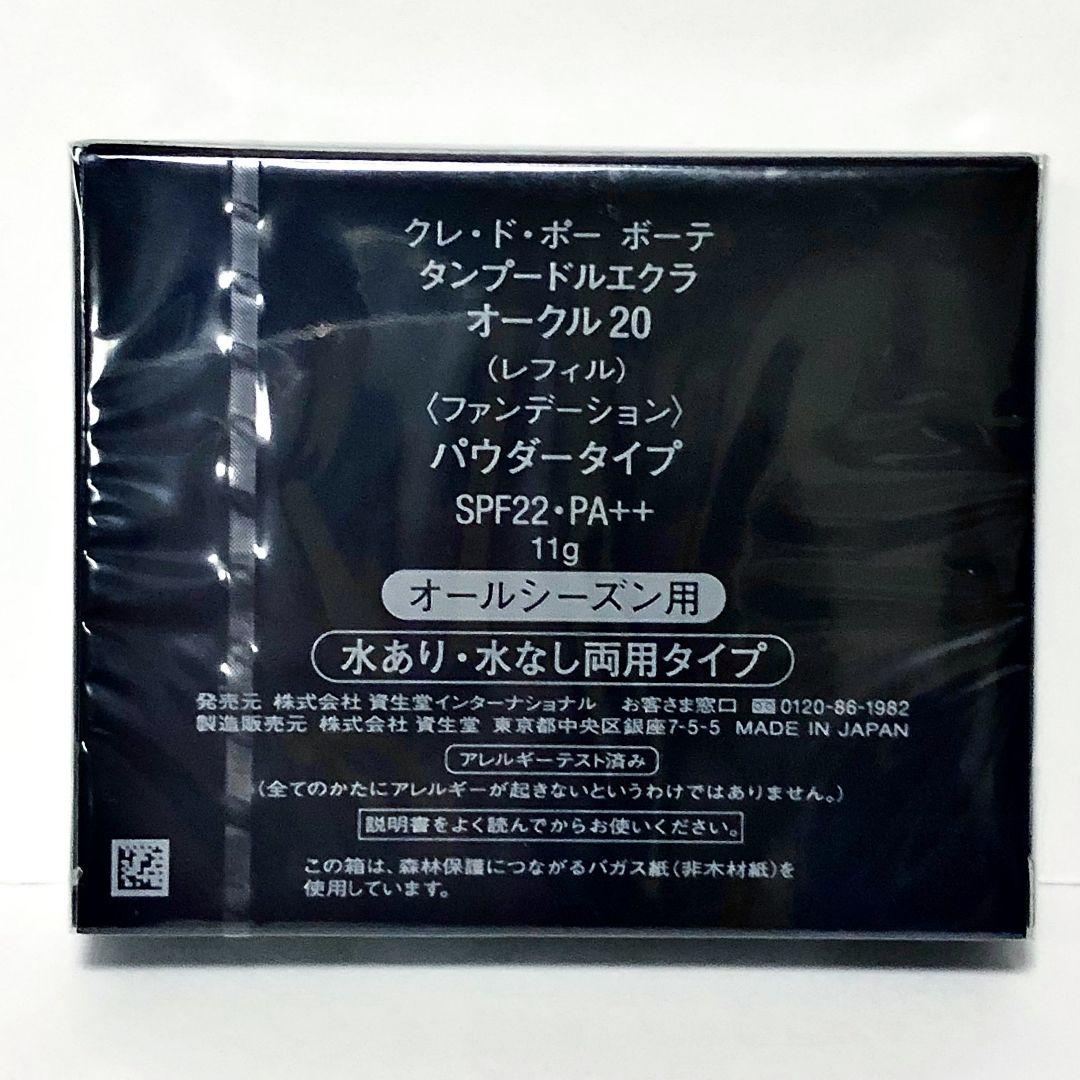 クレ・ド・ポー ボーテ
タンプードルエクラ
オークル20
(レフィル)
〈ファンデーション〉
パウダータイプ
SPF22・PA++
11g
オールシーズン用
水あり・水なし両用タイプ
発売元 株式会社 資生堂インターナショナル お客さま窓口 0120-86-1982
製造販売元 株式会社 資生堂 東京都中央区銀座7-5-5 MADE IN JAPAN
アレルギーテスト済み
(全てのかたにアレルギーが起きないというわけではありません。)
説明書をよく読んでからお使いください。
この箱は、森林保護につながるバガス紙(非木材紙)を
使用しています。